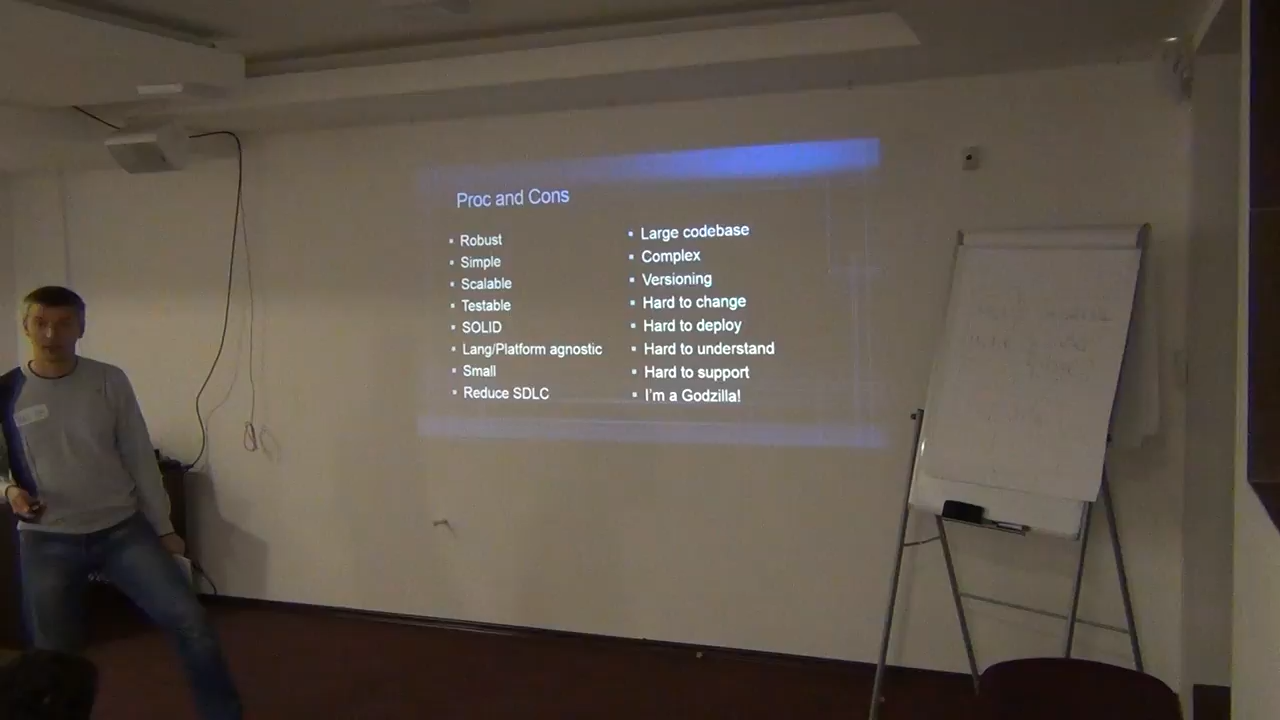 Proc and Cons
Robust
Simple
Scalable
Testable
SOLID
Lang/Platform agnostic
Small
Reduce SDLC
Large codebase
Complex
Versioning
Hard to change
Hard to deploy
Hard to understand
Hard to support
I'm a Godzilla!